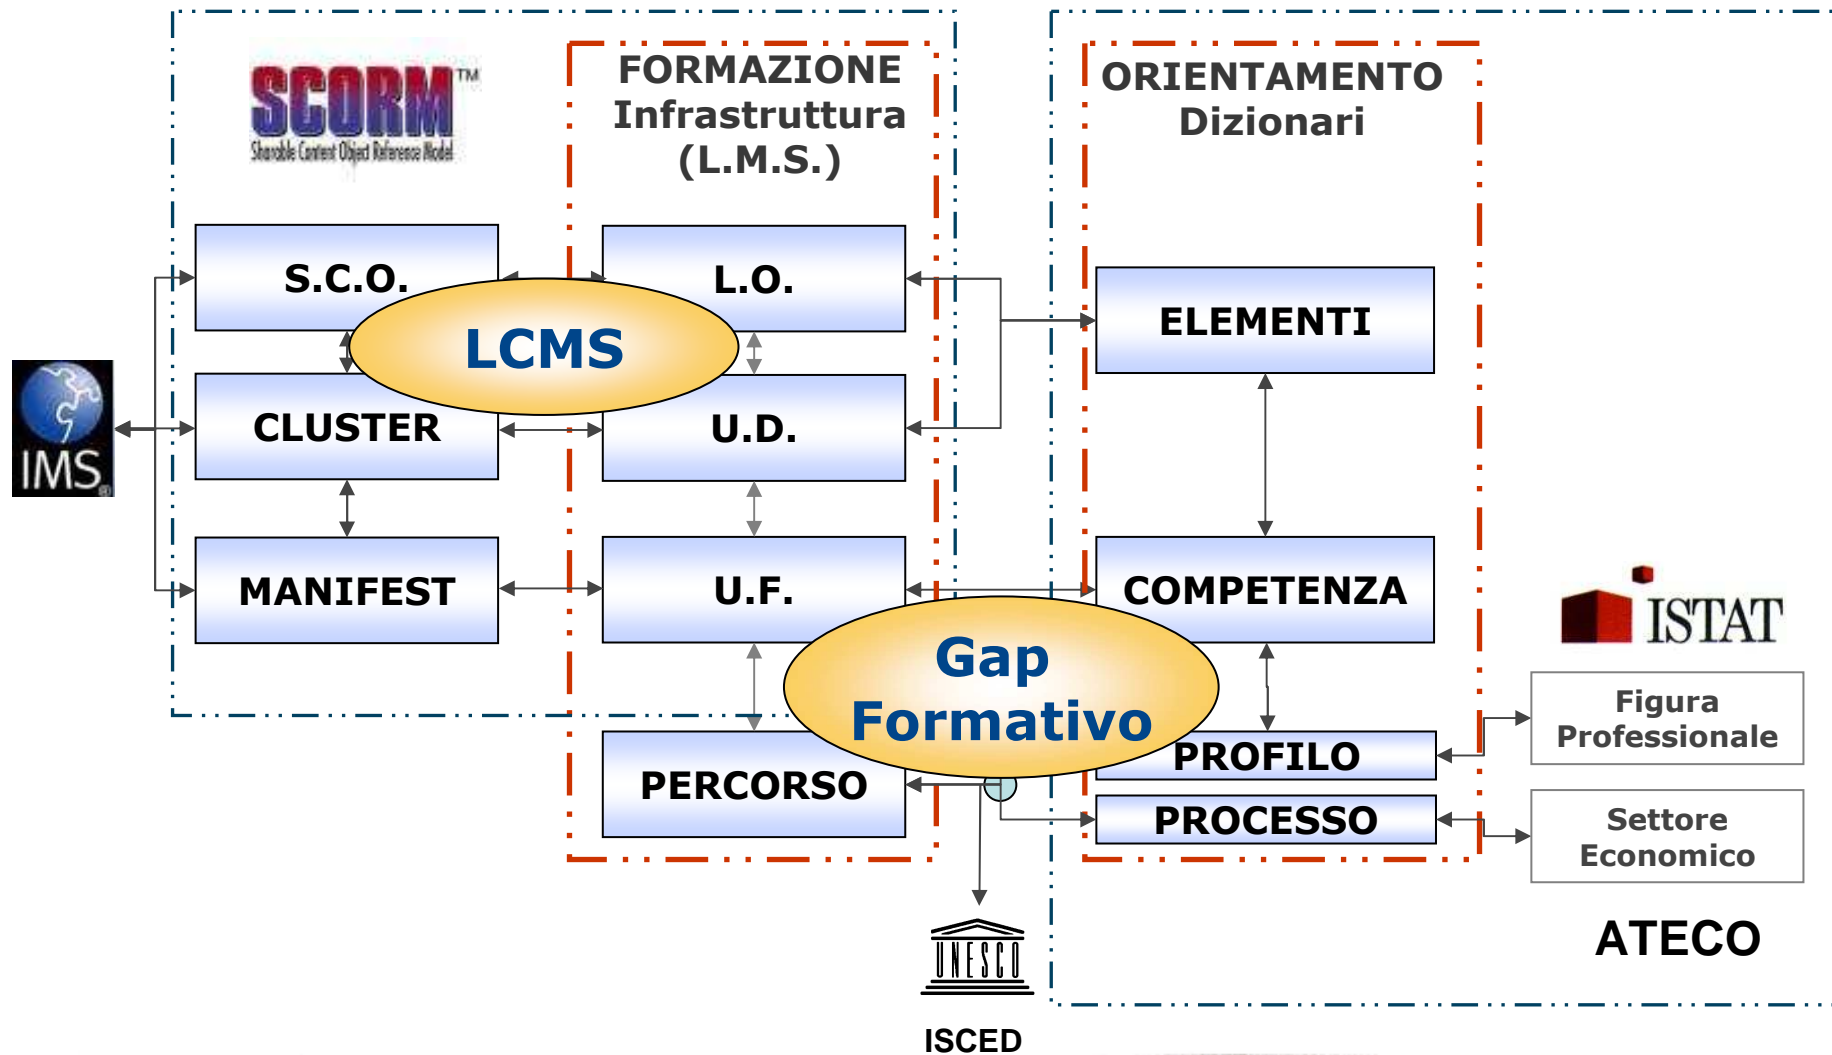 SCORM™
Sharable Content Object Reference Model
FORMAZIONE
Infrastruttura
(L.M.S.)
ORIENTAMENTO
Dizionari
S.C.O.
L.O.
ELEMENTI
LCMS
IMS®
CLUSTER
U.D.
MANIFEST
U.F.
COMPETENZA
ISTAT
Gap
Formativo
Figura
Professionale
PERCORSO
PROFILO
PROCESSO
Settore
Economico
ATECO
UNESCO
ISCED